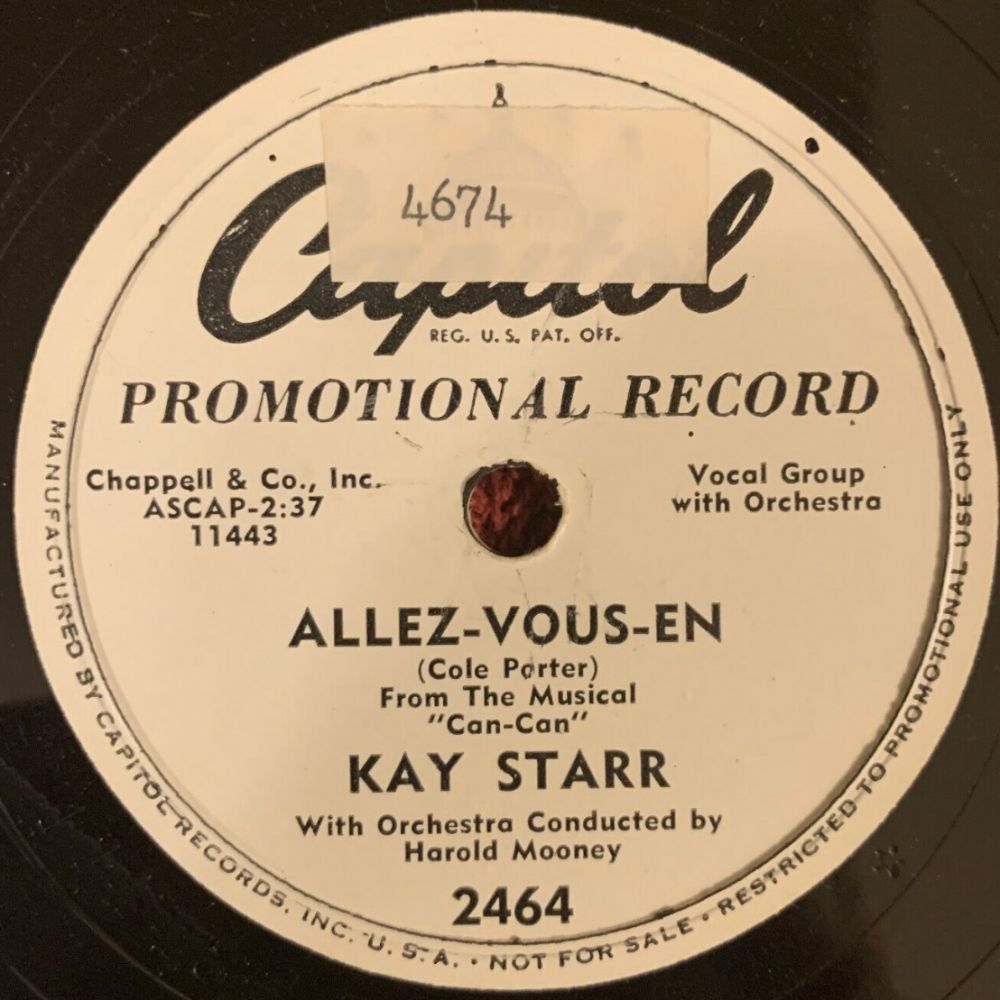 4674
Capitol
REG. U.S. PAT. OFF.
PROMOTIONAL RECORD
Chappell & Co., Inc.
ASCAP-2:37
11443
Vocal Group
with Orchestra
ALLEZ-VOUS-EN
(Cole Porter)
From The Musical
"Can-Can"
KAY STARR
With Orchestra Conducted by
Harold Mooney
2464
MANUFACTURED BY CAPITOL RECORDS, INC. U.S.A. • NOT FOR SALE • RESTRICTED TO PROMOTIONAL USE ONLY